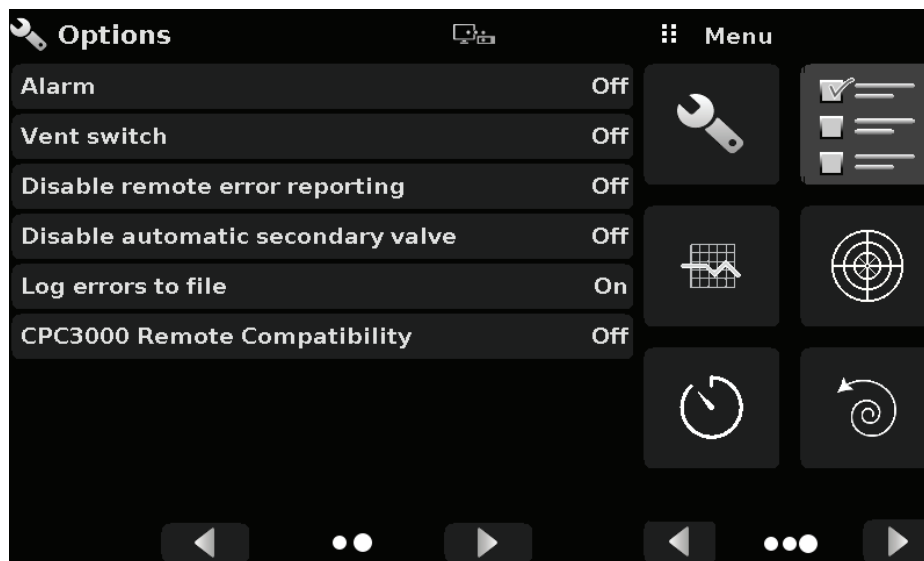 Options
Menu
Alarm Off
Vent switch Off
Disable remote error reporting Off
Disable automatic secondary valve Off
Log errors to file On
CPC3000 Remote Compatibility Off